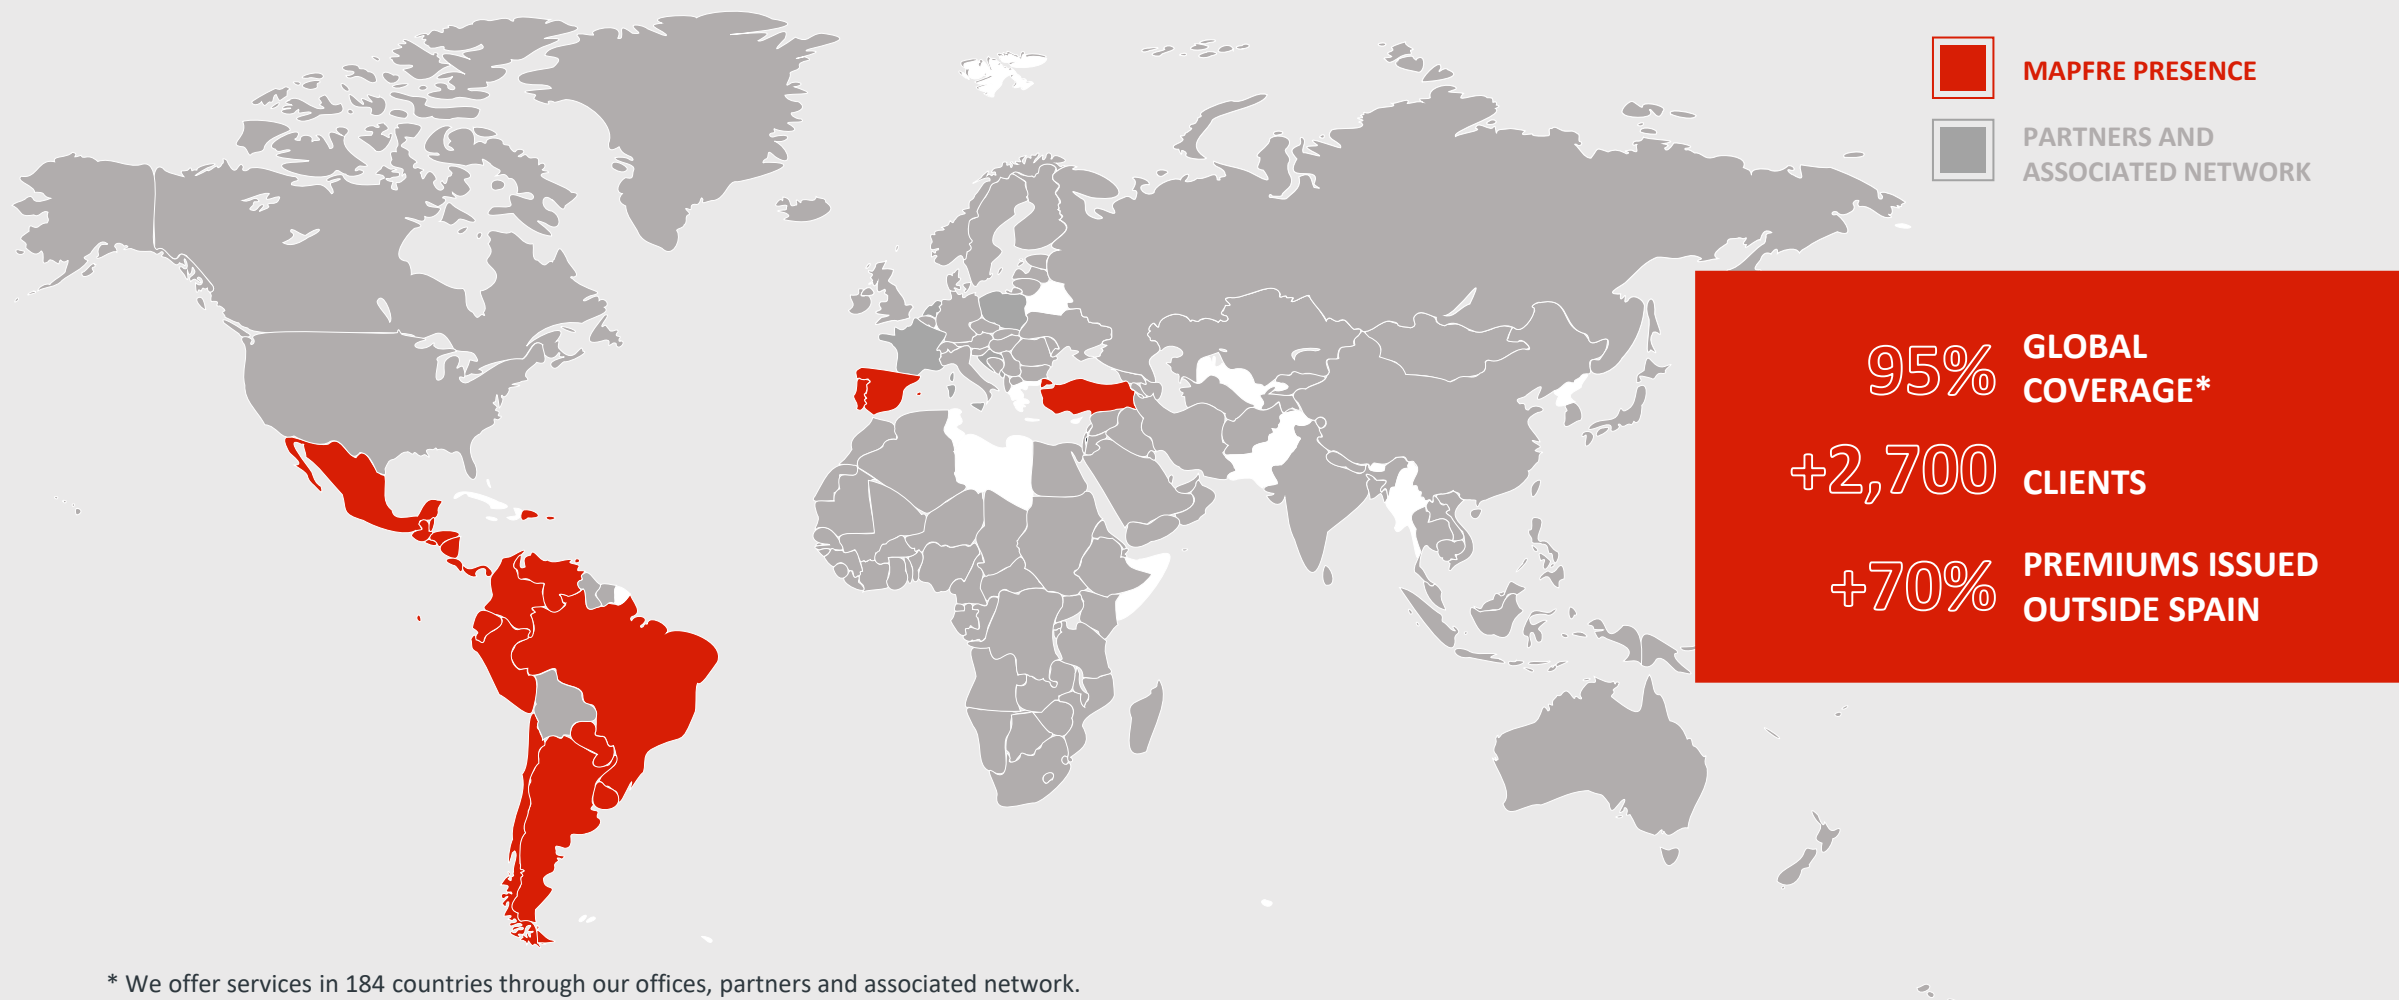 MAPFRE PRESENCE
PARTNERS AND
ASSOCIATED NETWORK
95% GLOBAL
COVERAGE*
+2,700 CLIENTS
+70% PREMIUMS ISSUED
OUTSIDE SPAIN
* We offer services in 184 countries through our offices, partners and associated network.